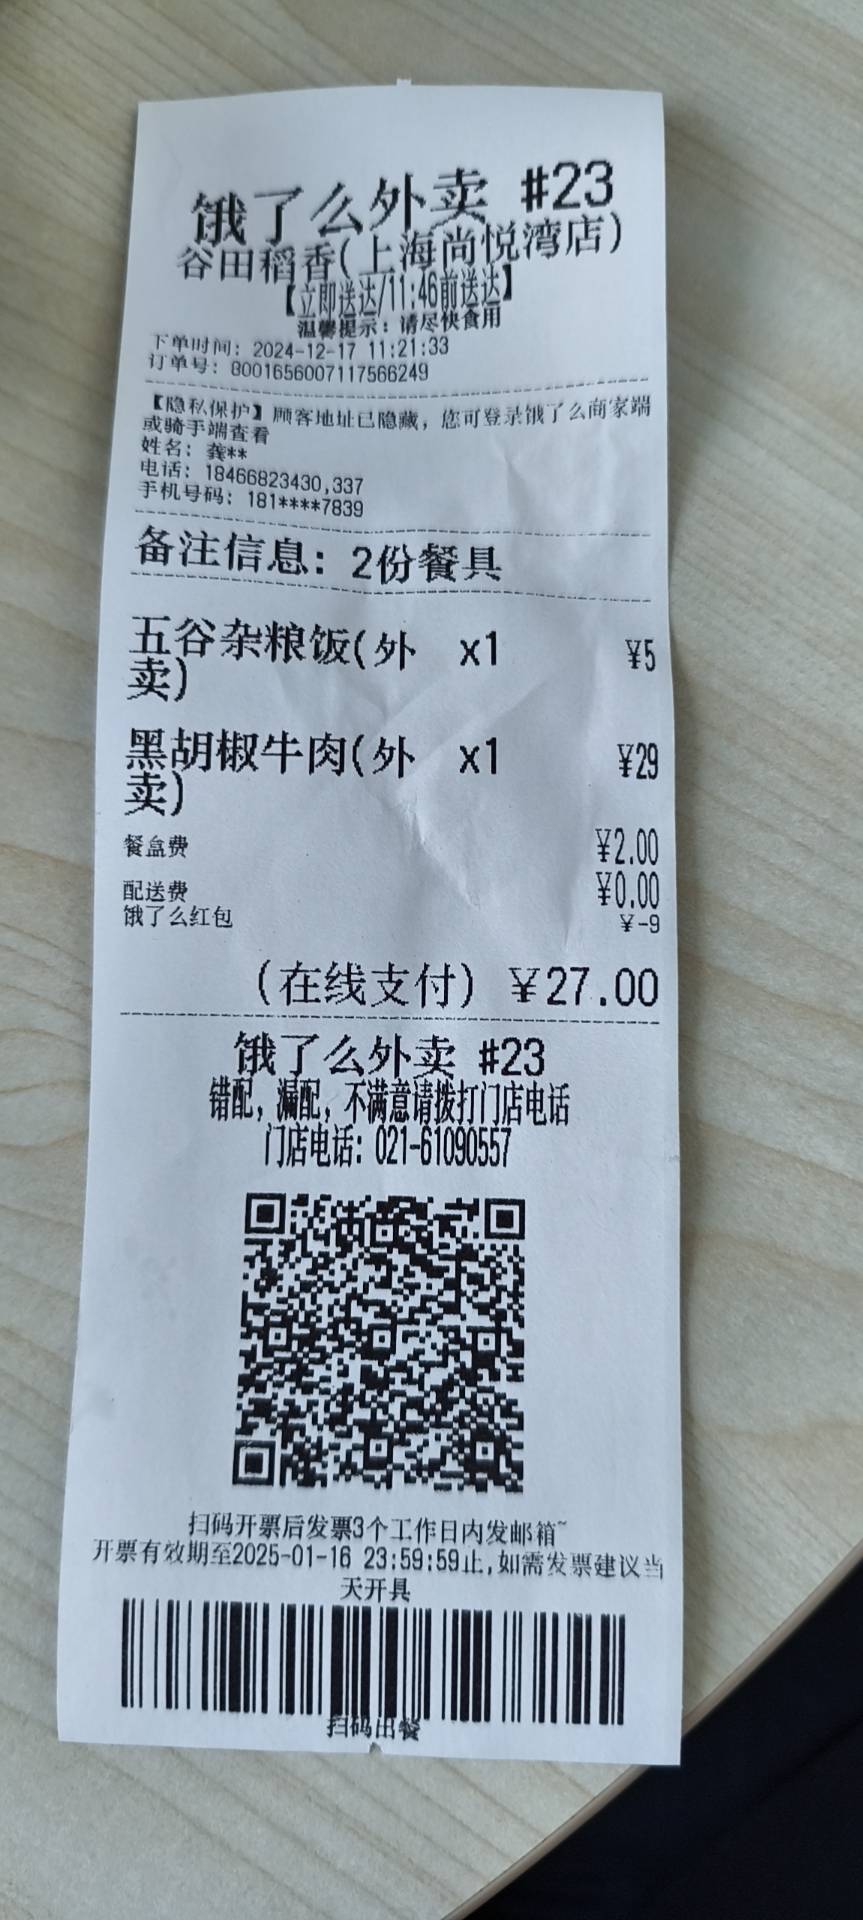 饿了么外卖 #23
谷田稻香(上海尚悦湾店)
【立即送达/11:46前送达】
温馨提示：请尽快食用
下单时间: 2024-12-17 11:21:33
订单号: 8001656007117566249
【隐私保护】顾客地址已隐藏，您可登录饿了么商家端
或骑手端查看
姓名: 龚**
电话: 18466823430,337
手机号码: 181****7839
备注信息: 2份餐具
五谷杂粮饭(外 x1 ¥5
卖)
黑胡椒牛肉(外 x1 ¥29
卖)
餐盒费 ¥2.00
配送费 ¥0.00
饿了么红包 ¥-9
(在线支付) ¥27.00
饿了么外卖 #23
错配，漏配，不满意请拨打门店电话
门店电话: 021-61090557
扫码开票后发票3个工作日内发邮箱~
开票有效期至2025-01-16 23:59:59止,如需发票建议当
天开具
扫码出餐